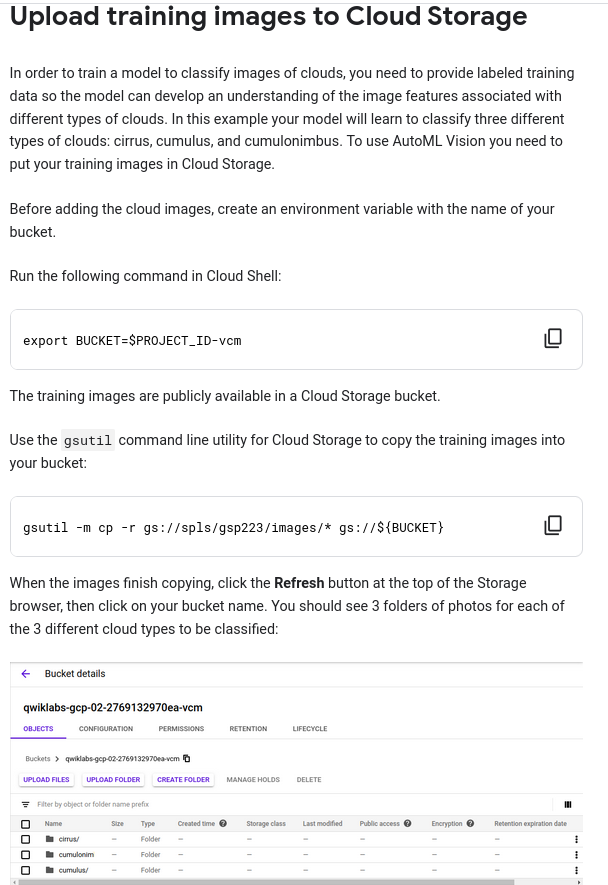 Upload training images to Cloud Storage
In order to train a model to classify images of clouds, you need to provide labeled training
data so the model can develop an understanding of the image features associated with
different types of clouds. In this example your model will learn to classify three different
types of clouds: cirrus, cumulus, and cumulonimbus. To use AutoML Vision you need to
put your training images in Cloud Storage.
Before adding the cloud images, create an environment variable with the name of your
bucket.
Run the following command in Cloud Shell:
export BUCKET=$PROJECT_ID-vcm
The training images are publicly available in a Cloud Storage bucket.
Use the gsutil command line utility for Cloud Storage to copy the training images into
your bucket:
gsutil -m cp -r gs://spls/gsp223/images/* gs://${BUCKET}
When the images finish copying, click the Refresh button at the top of the Storage
browser, then click on your bucket name. You should see 3 folders of photos for each of
the 3 different cloud types to be classified:
Bucket details
qwiklabs-gcp-02-2769132970ea-vcm
OBJECTS CONFIGURATION PERMISSIONS RETENTION LIFECYCLE
Buckets > qwiklabs-gcp-02-2769132970ea-vcm
UPLOAD FILES UPLOAD FOLDER CREATE FOLDER MANAGE HOLDS DELETE
Filter by object or folder name prefix
Name Size Type Created time Storage class Last modified Public access Encryption Retention expiration date
cirrus/ — Folder — — — — — —
cumulonim — Folder — — — — — —
cumulus/ — Folder — — — — — —